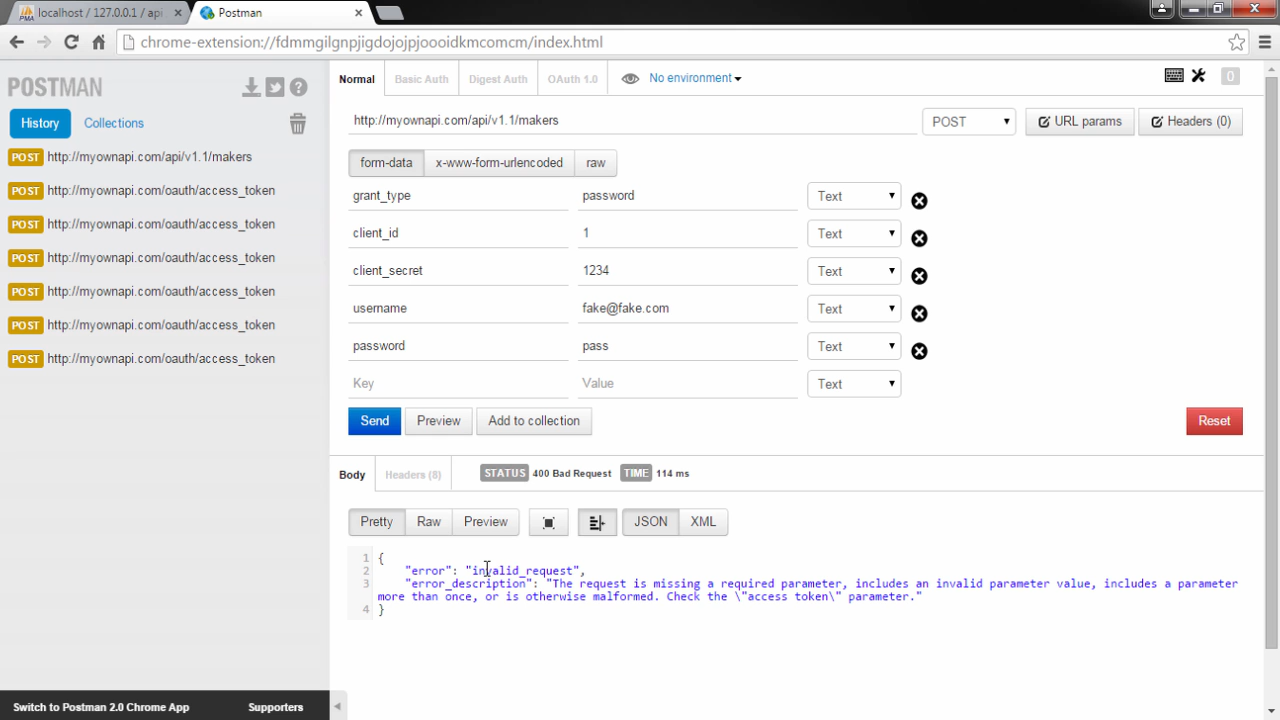 localhost / 127.0.0.1 / api
Postman
chrome-extension://fdmmgilgnpjigdojojpjoooidkmcomcm/index.html
POSTMAN
History
Collections
POST http://myownapi.com/api/v1.1/makers
POST http://myownapi.com/oauth/access_token
POST http://myownapi.com/oauth/access_token
POST http://myownapi.com/oauth/access_token
POST http://myownapi.com/oauth/access_token
POST http://myownapi.com/oauth/access_token
POST http://myownapi.com/oauth/access_token
Switch to Postman 2.0 Chrome App
Supporters
Normal Basic Auth Digest Auth OAuth 1.0 No environment 0
http://myownapi.com/api/v1.1/makers POST URL params Headers (0)
form-data x-www-form-urlencoded raw
grant_type password Text
client_id 1 Text
client_secret 1234 Text
username fake@fake.com Text
password pass Text
Key Value Text
Send Preview Add to collection Reset
Body Headers (8) STATUS 400 Bad Request TIME 114 ms
Pretty Raw Preview JSON XML
1 {
2 "error": "invalid_request",
3 "error_description": "The request is missing a required parameter, includes an invalid parameter value, includes a parameter
more than once, or is otherwise malformed. Check the \"access token\" parameter."
4 }